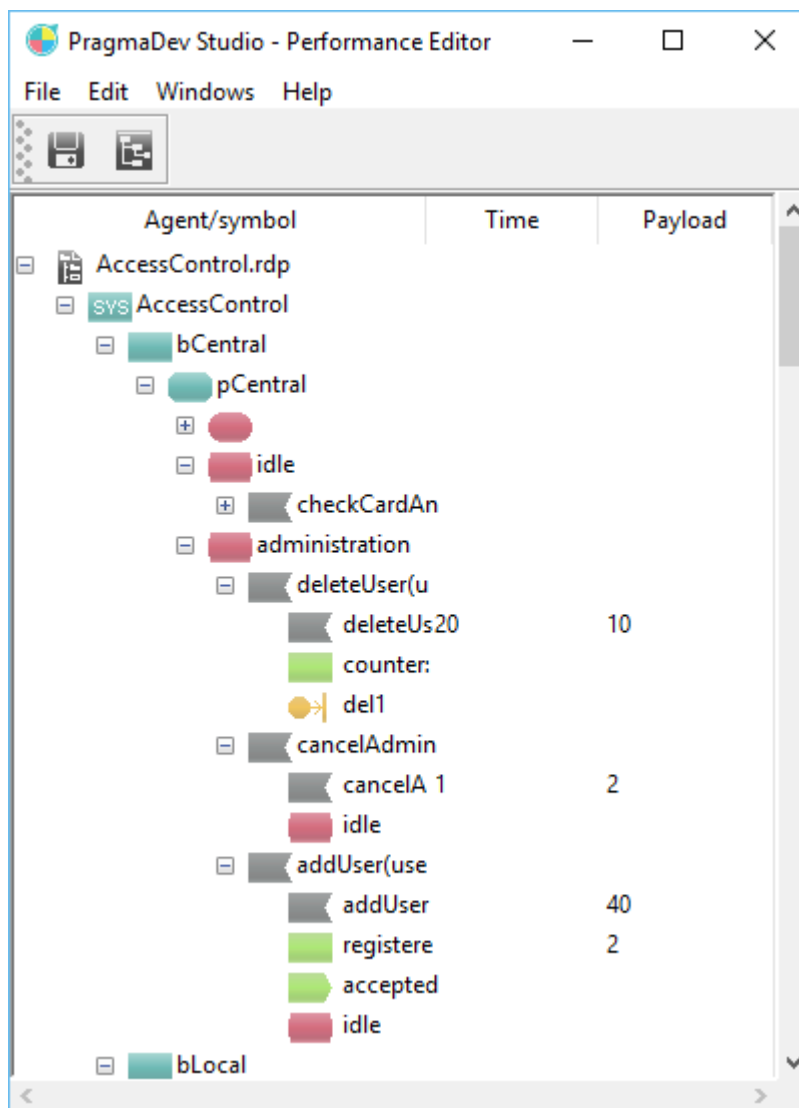 PragmaDev Studio - Performance Editor
File Edit Windows Help
Agent/symbol Time Payload
AccessControl.rdp
SYS AccessControl
bCentral
pCentral
idle
checkCardAn
administration
deleteUser(u
deleteUs20 10
counter:
del1
cancelAdmin
cancelA 1 2
idle
addUser(use
addUser 40
registere 2
accepted
idle
bLocal